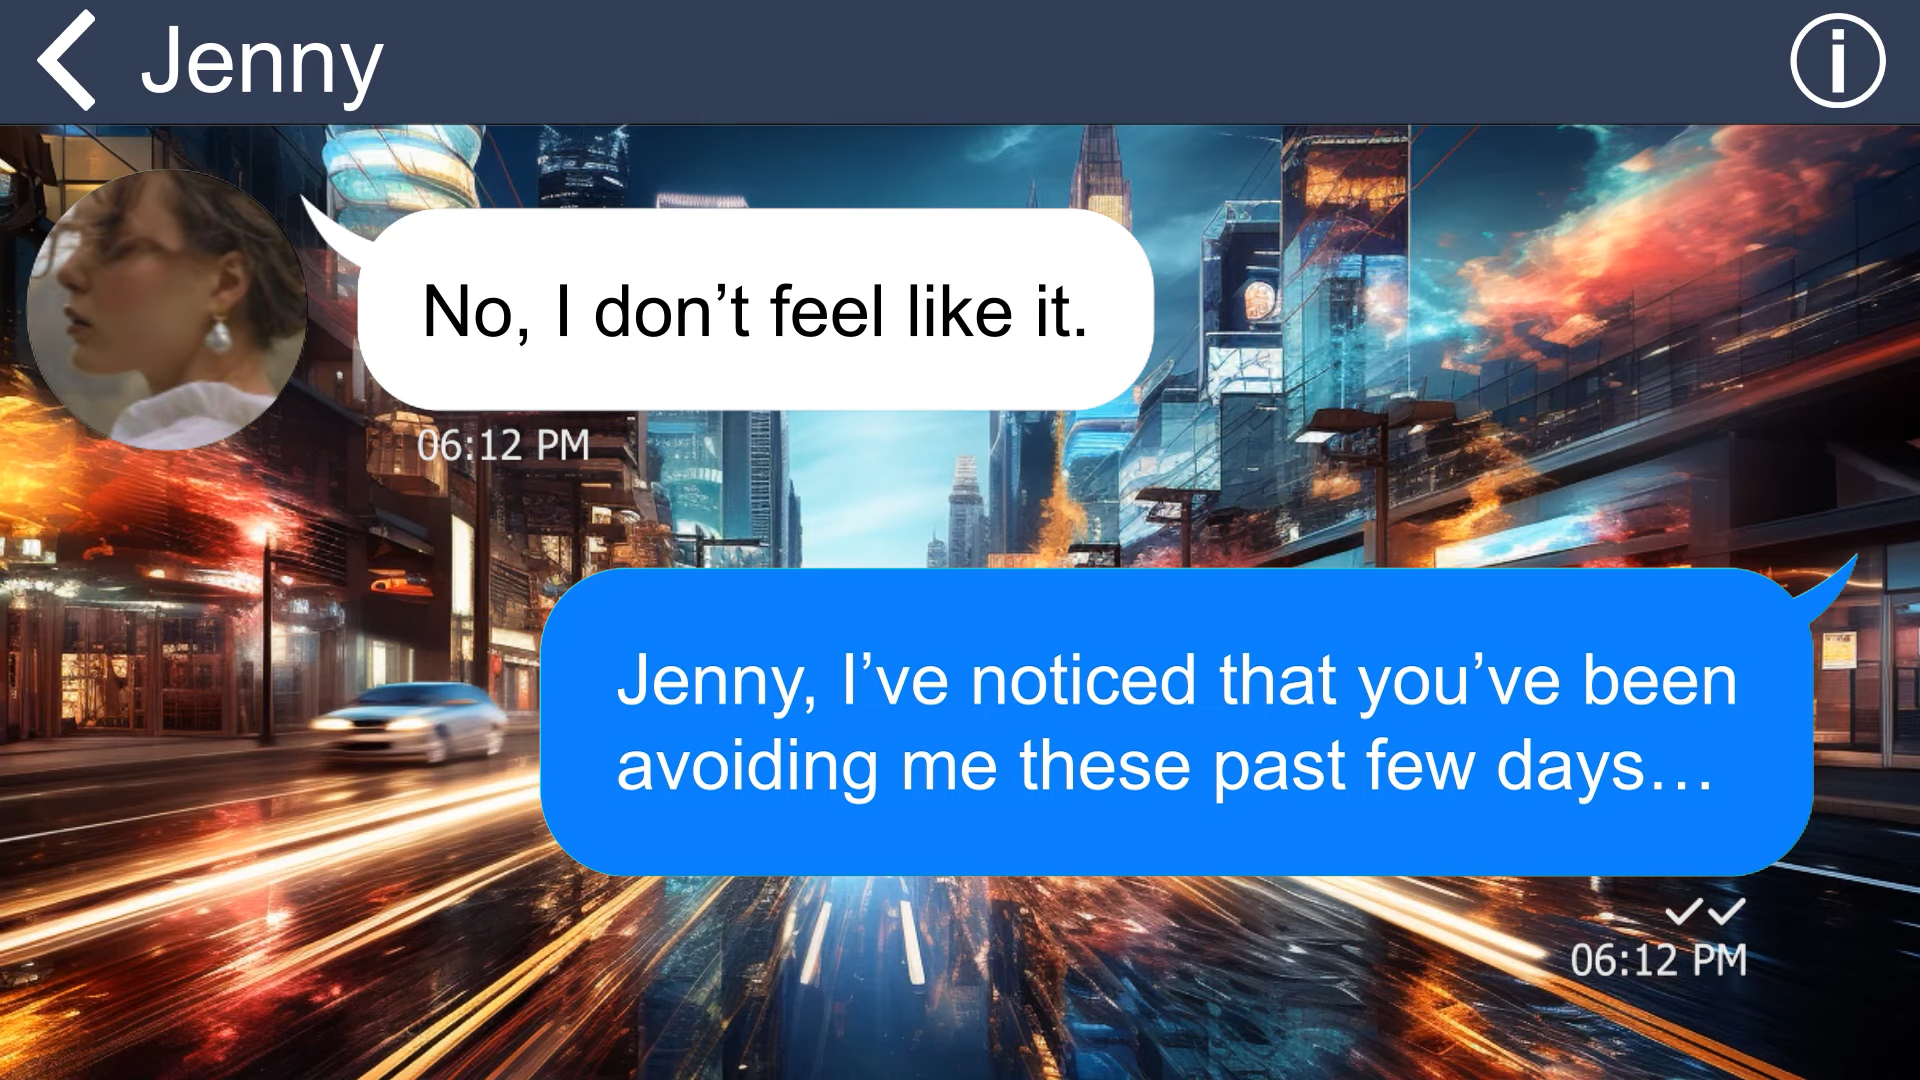 Jenny
No, I don’t feel like it.
06:12 PM
Jenny, I’ve noticed that you’ve been
avoiding me these past few days…
06:12 PM